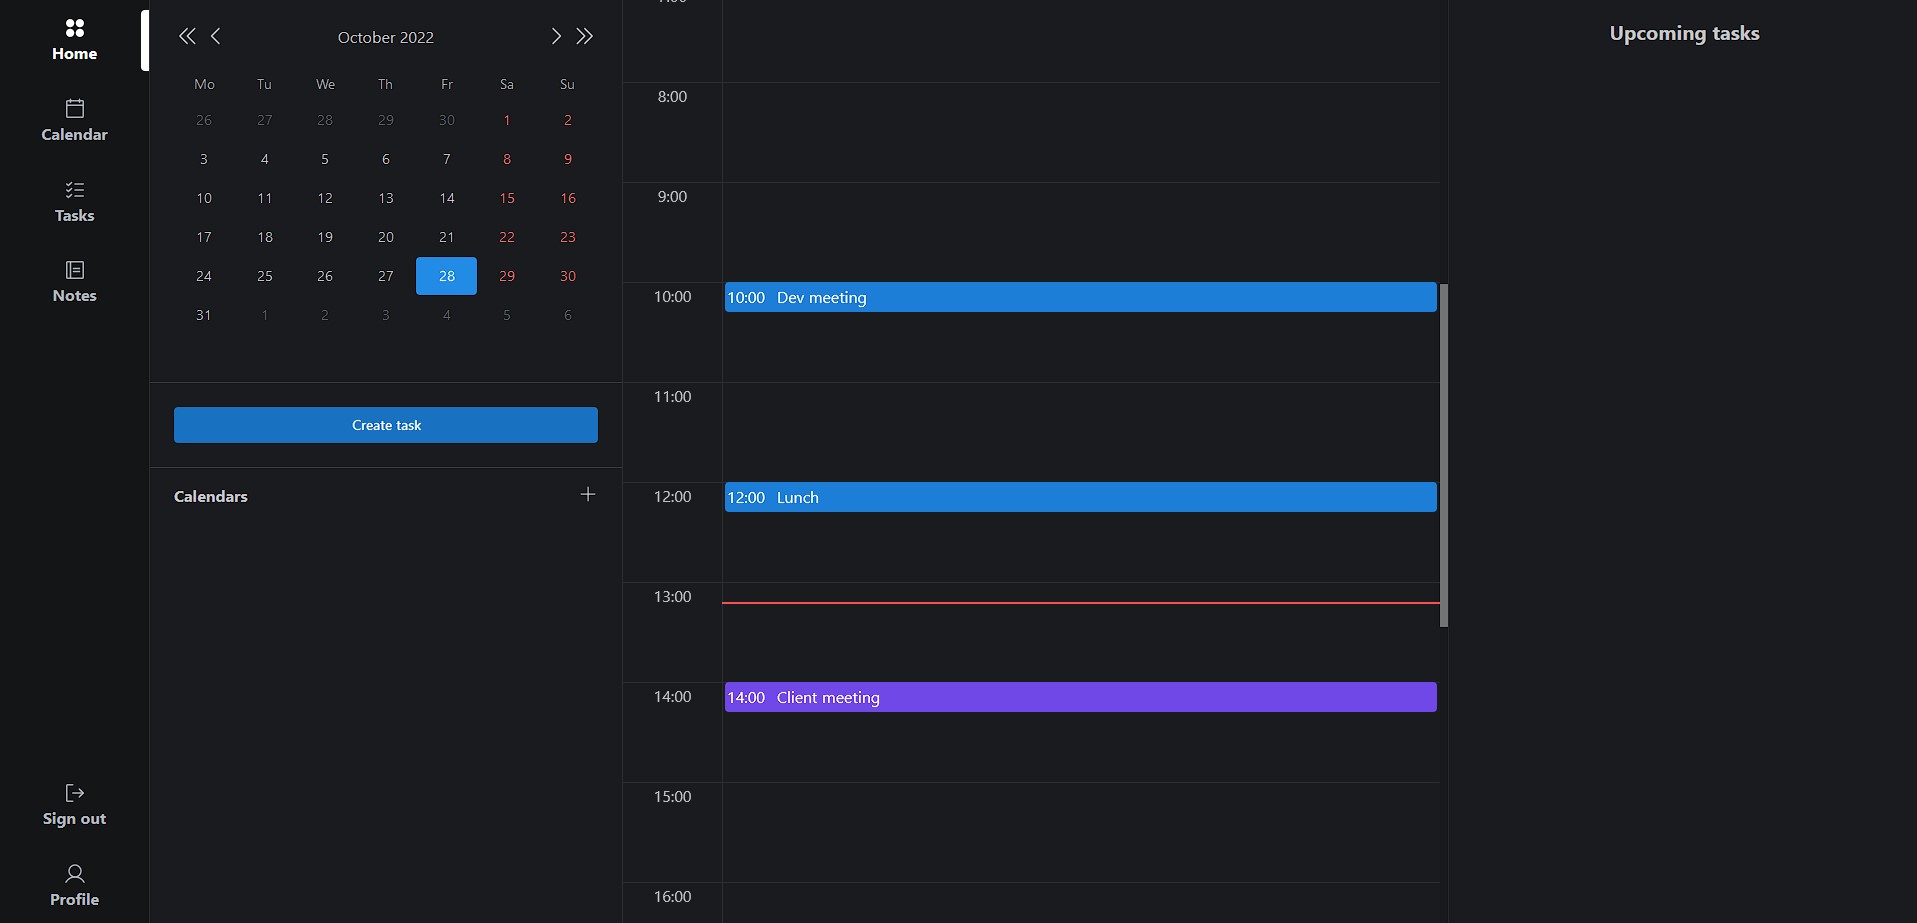 Home
Calendar
Tasks
Notes
Sign out
Profile
October 2022
Mo Tu We Th Fr Sa Su
26 27 28 29 30 1 2
3 4 5 6 7 8 9
10 11 12 13 14 15 16
17 18 19 20 21 22 23
24 25 26 27 28 29 30
31 1 2 3 4 5 6
Create task
Calendars
8:00
9:00
10:00 10:00 Dev meeting
11:00
12:00 12:00 Lunch
13:00
14:00 14:00 Client meeting
15:00
16:00
Upcoming tasks